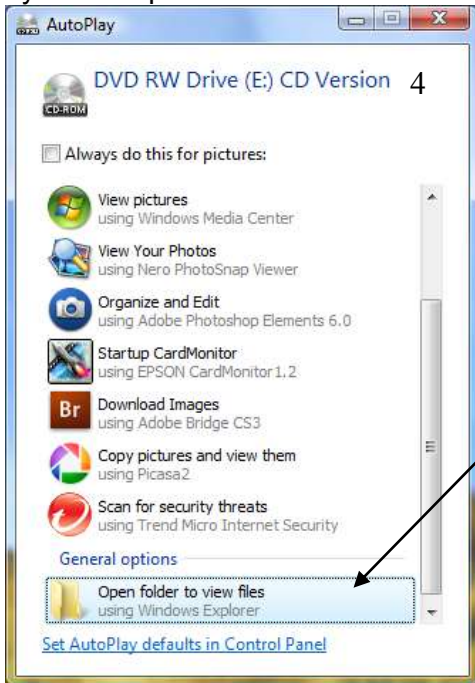 AutoPlay
DVD RW Drive (E:) CD Version 4
CD-ROM
Always do this for pictures:
View pictures
using Windows Media Center
View Your Photos
using Nero PhotoSnap Viewer
Organize and Edit
using Adobe Photoshop Elements 6.0
Startup CardMonitor
using EPSON CardMonitor1.2
Br
Download Images
using Adobe Bridge CS3
Copy pictures and view them
using Picasa2
Scan for security threats
using Trend Micro Internet Security
General options
Open folder to view files
using Windows Explorer
Set AutoPlay defaults in Control Panel